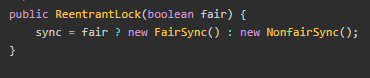 public ReentrantLock(boolean fair) {
    sync = fair ? new FairSync() : new NonfairSync();
}